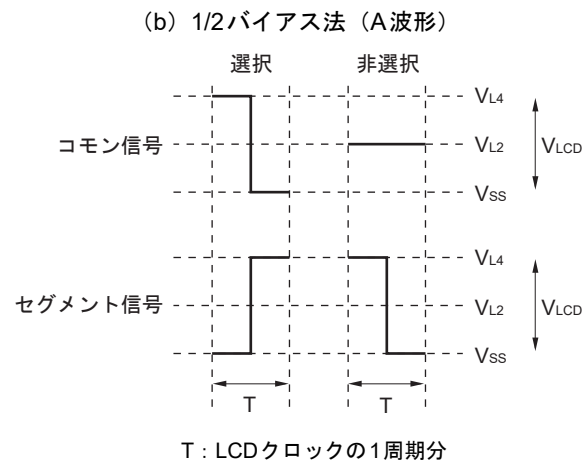 (b) 1/2バイアス法（A波形）
選択 非選択
VL4
コモン信号 VL2 VLCD
VSS
VL4
セグメント信号 VL2 VLCD
VSS
T T
T：LCDクロックの1周期分